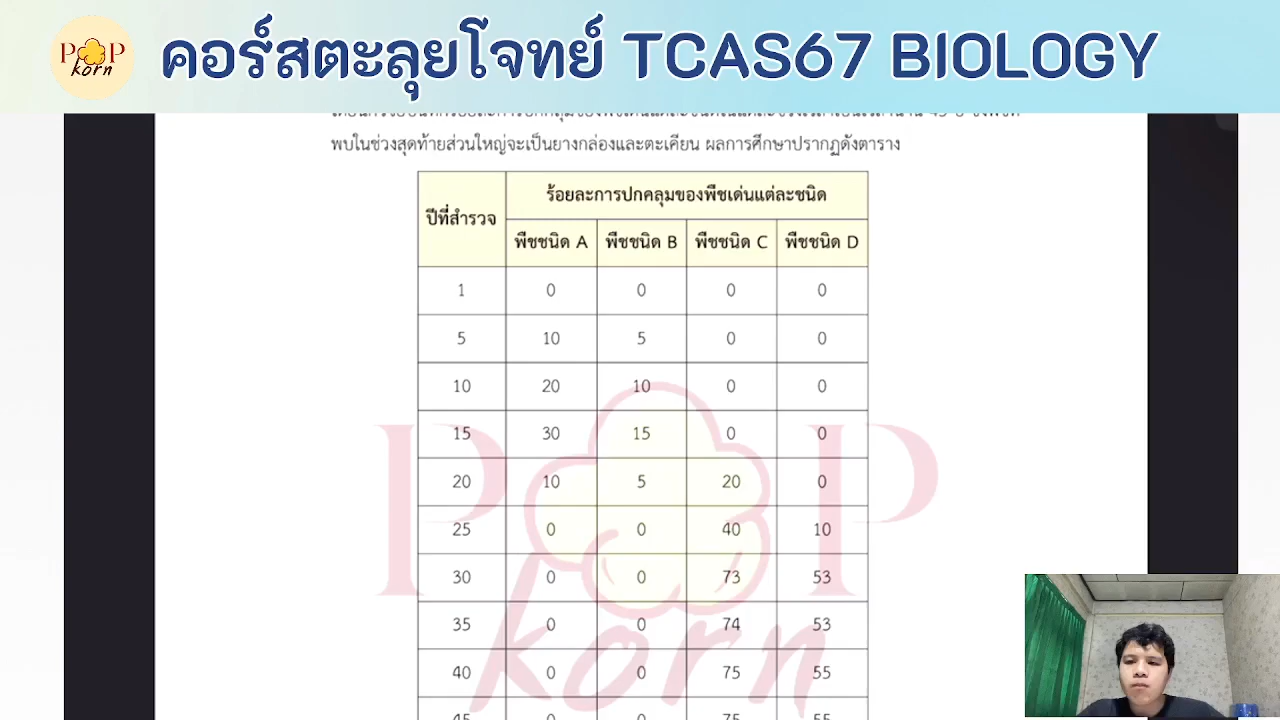 POP
korn
คอร์สตะลุยโจทย์ TCAS67 BIOLOGY
พบในช่วงสุดท้ายส่วนใหญ่จะเป็นยางกล่องและตะเคียน ผลการศึกษาปรากฏดังตาราง
ปีที่สำรวจ ร้อยละการปกคลุมของพืชเด่นแต่ละชนิด
พืชชนิด A พืชชนิด B พืชชนิด C พืชชนิด D
1 0 0 0 0
5 10 5 0 0
10 20 10 0 0
15 30 15 0 0
20 10 5 20 0
25 0 0 40 10
30 0 0 73 53
35 0 0 74 53
40 0 0 75 55
45 0 0 75 55
POP
korn